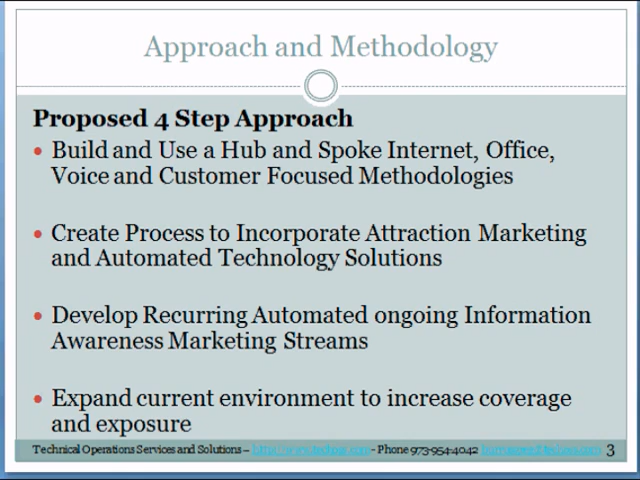 Approach and Methodology
Proposed 4 Step Approach
• Build and Use a Hub and Spoke Internet, Office,
Voice and Customer Focused Methodologies
• Create Process to Incorporate Attraction Marketing
and Automated Technology Solutions
• Develop Recurring Automated ongoing Information
Awareness Marketing Streams
• Expand current environment to increase coverage
and exposure
Technical Operations Services and Solutions – - Phone 973-954-4042 3